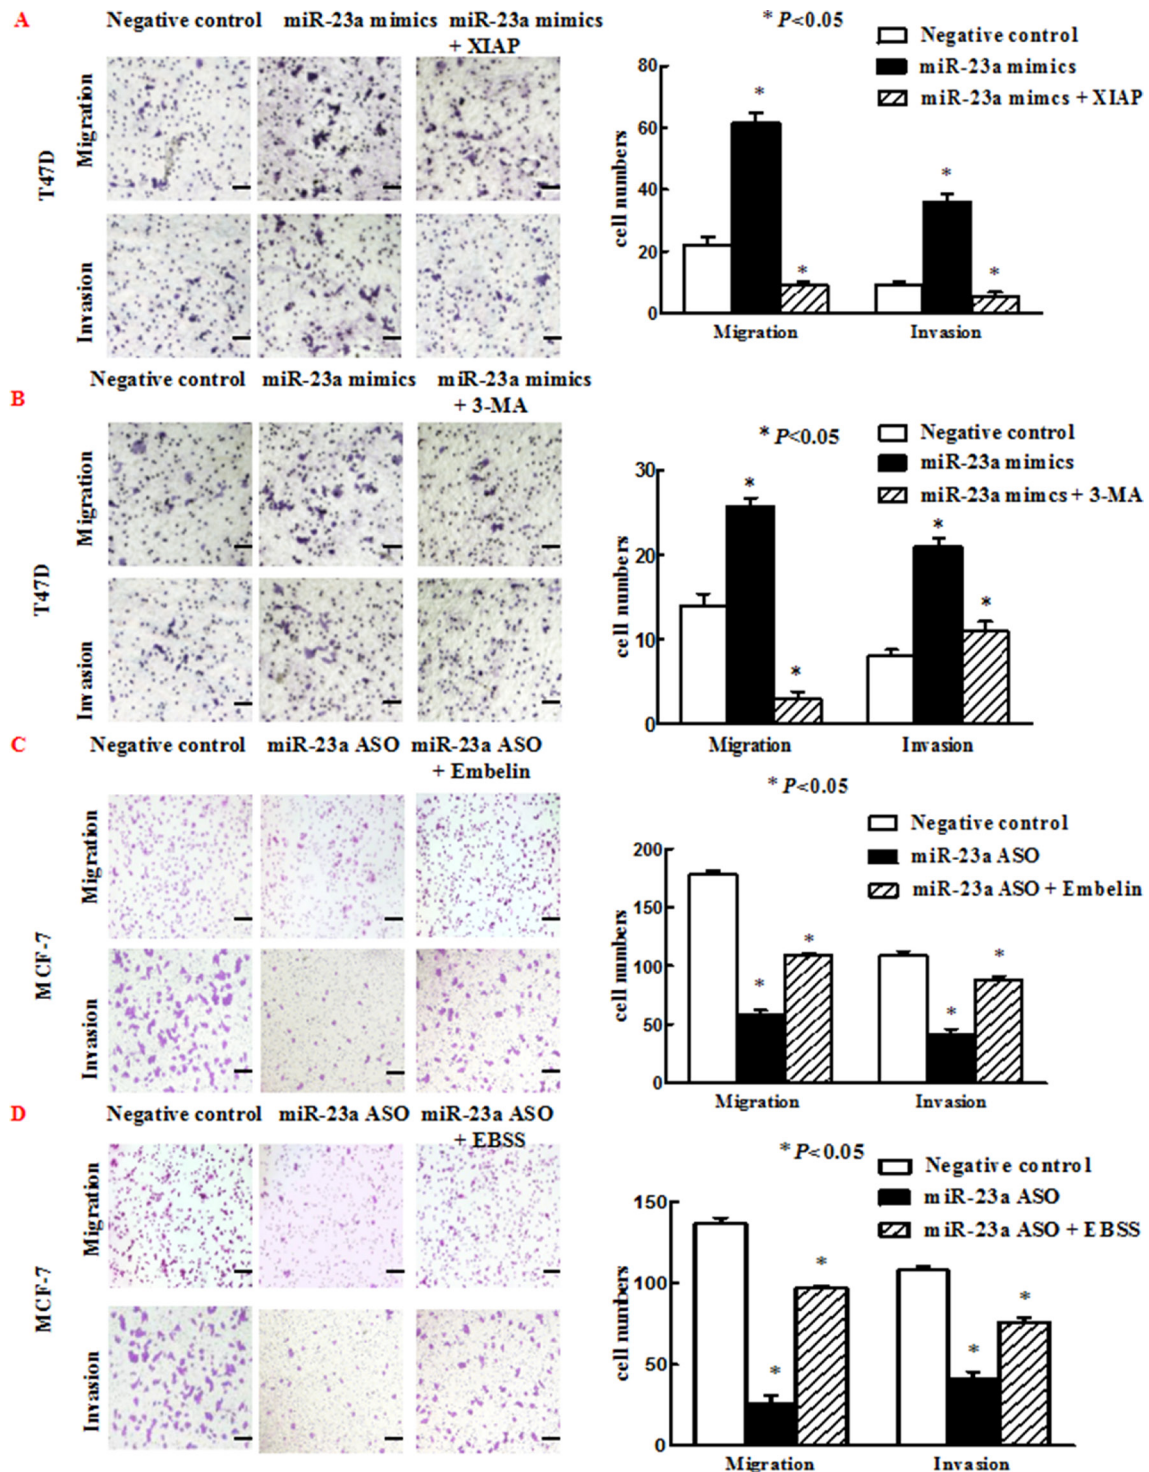 A
Negative control miR-23a mimics miR-23a mimics
+ XIAP
T47D
Migration
Invasion
* P<0.05
Negative control
miR-23a mimics
miR-23a mimcs + XIAP
cell numbers
80
60
40
20
0
*
*
*
*
Migration Invasion
B
Negative control miR-23a mimics miR-23a mimics
+ 3-MA
T47D
Migration
Invasion
* P<0.05
Negative control
miR-23a mimics
miR-23a mimcs + 3-MA
cell numbers
30
20
10
0
*
*
*
*
Migration Invasion
C
Negative control miR-23a ASO miR-23a ASO
+ Embelin
MCF-7
Migration
Invasion
* P<0.05
Negative control
miR-23a ASO
miR-23a ASO + Embelin
cell numbers
200
150
100
50
0
*
*
*
*
Migration Invasion
D
Negative control miR-23a ASO miR-23a ASO
+ EBSS
MCF-7
Migration
Invasion
* P<0.05
Negative control
miR-23a ASO
miR-23a ASO + EBSS
cell numbers
150
100
50
0
*
*
*
*
Migration Invasion